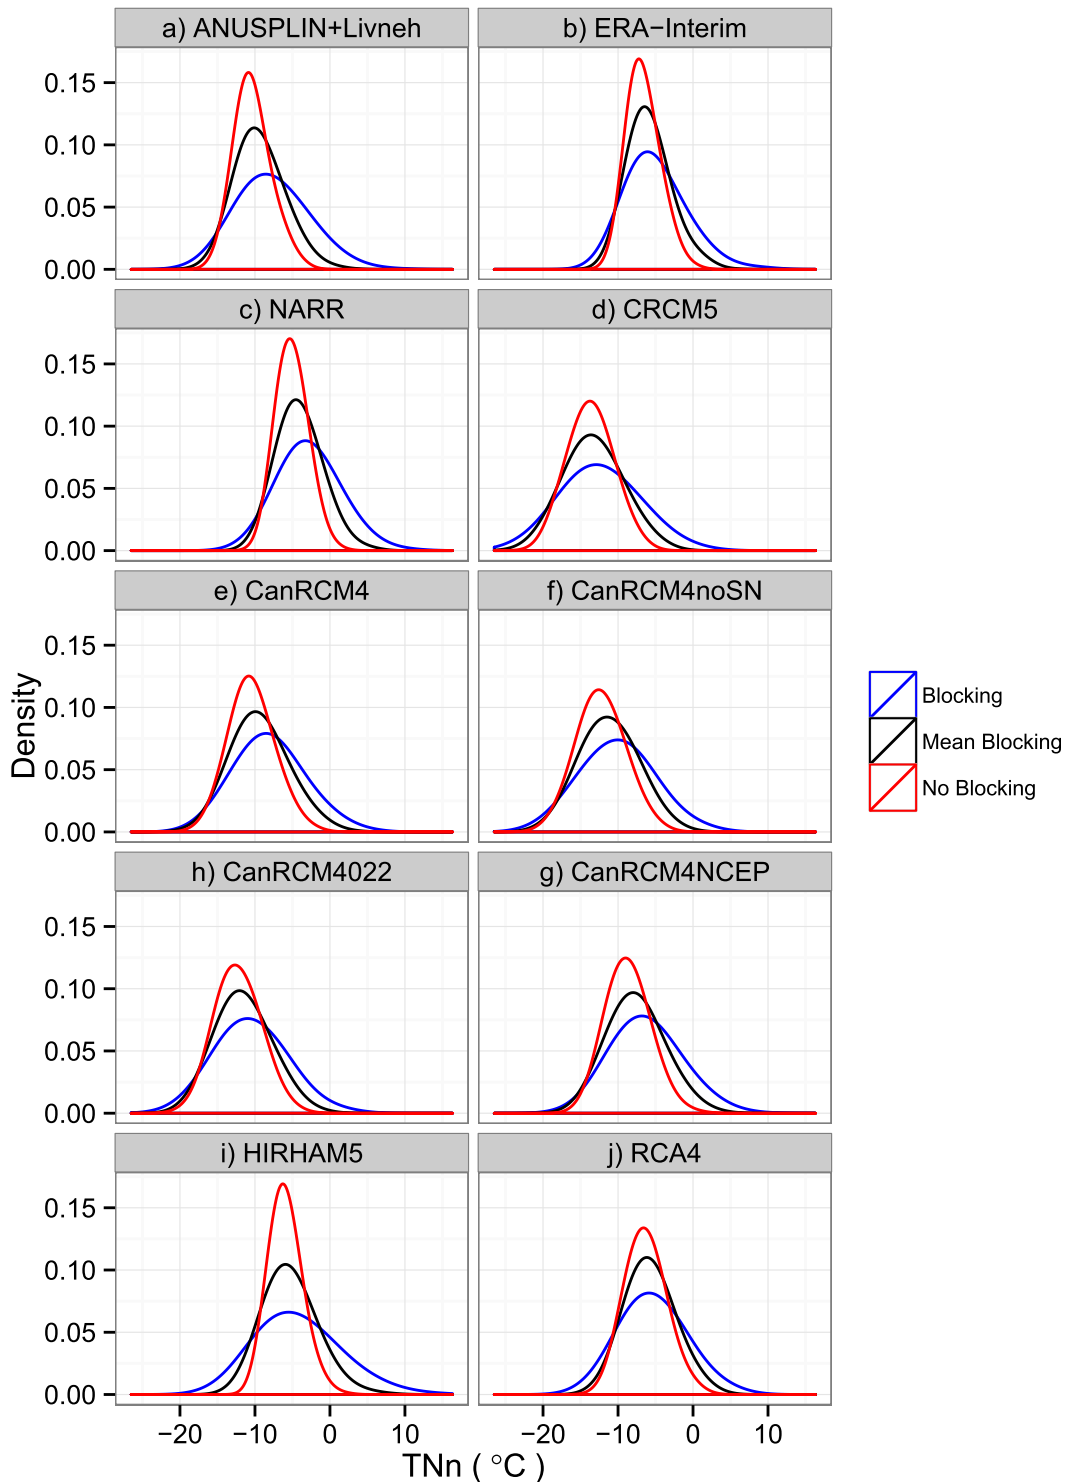 a) ANUSPLIN+Livneh
b) ERA−Interim
0.15
0.10
0.05
0.00
c) NARR
d) CRCM5
0.15
0.10
0.05
0.00
e) CanRCM4
f) CanRCM4noSN
0.15
0.10
0.05
0.00
h) CanRCM4022
g) CanRCM4NCEP
0.15
0.10
0.05
0.00
i) HIRHAM5
j) RCA4
0.15
0.10
0.05
0.00
−20 −10 0 10
−20 −10 0 10
TNn ( °C )
Density
Blocking
Mean Blocking
No Blocking